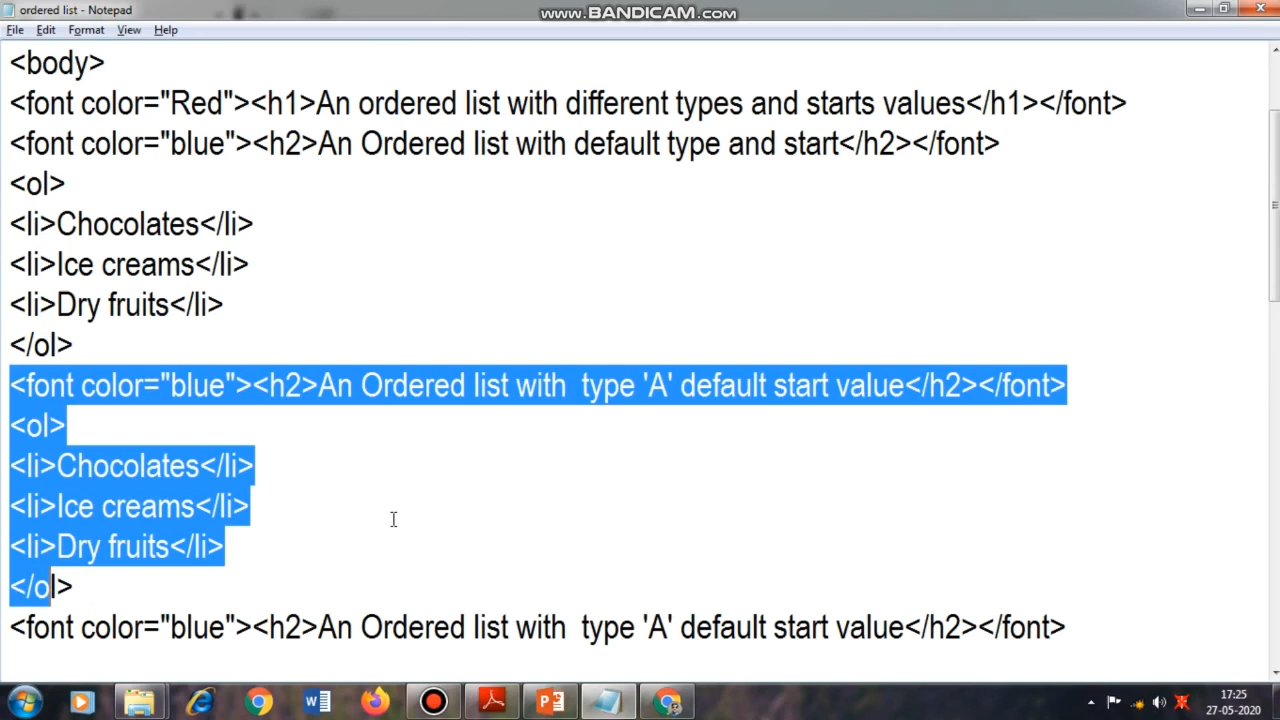 ordered list - Notepad
www.BANDICAM.com
File Edit Format View Help
<body>
<font color="Red"><h1>An ordered list with different types and starts values</h1></font>
<font color="blue"><h2>An Ordered list with default type and start</h2></font>
<ol>
<li>Chocolates</li>
<li>Ice creams</li>
<li>Dry fruits</li>
</ol>
<font color="blue"><h2>An Ordered list with  type 'A' default start value</h2></font>
<ol>
<li>Chocolates</li>
<li>Ice creams</li>
<li>Dry fruits</li>
</ol>
<font color="blue"><h2>An Ordered list with  type 'A' default start value</h2></font>
17:25
27-05-2020